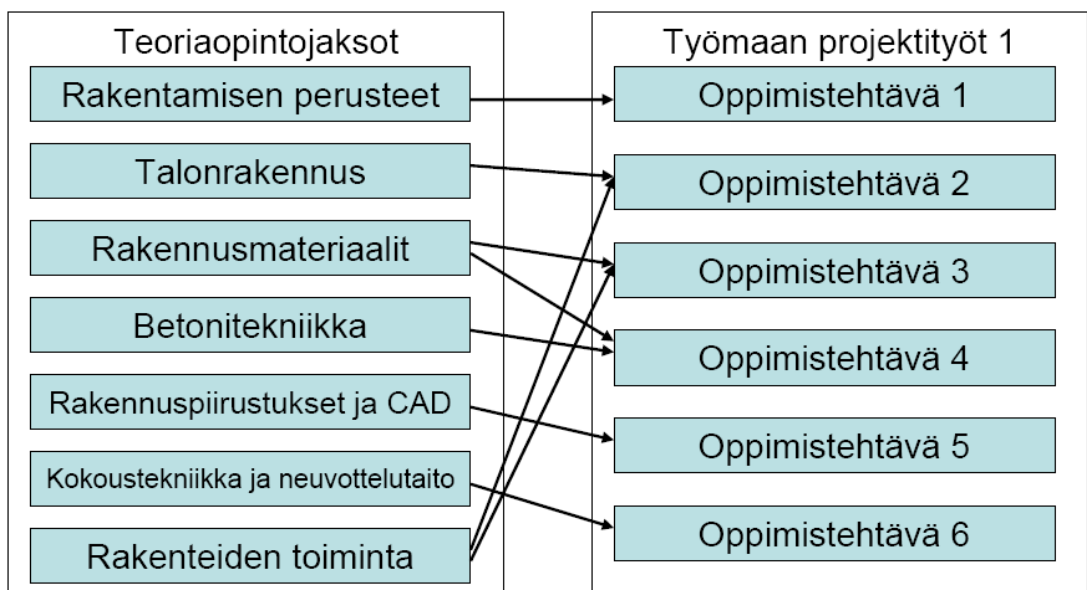 Teoriaopintojaksot
Rakentamisen perusteet
Talonrakennus
Rakennusmateriaalit
Betonitekniikka
Rakennuspiirustukset ja CAD
Kokoustekniikka ja neuvottelutaito
Rakenteiden toiminta
Työmaan projektityöt 1
Oppimistehtävä 1
Oppimistehtävä 2
Oppimistehtävä 3
Oppimistehtävä 4
Oppimistehtävä 5
Oppimistehtävä 6